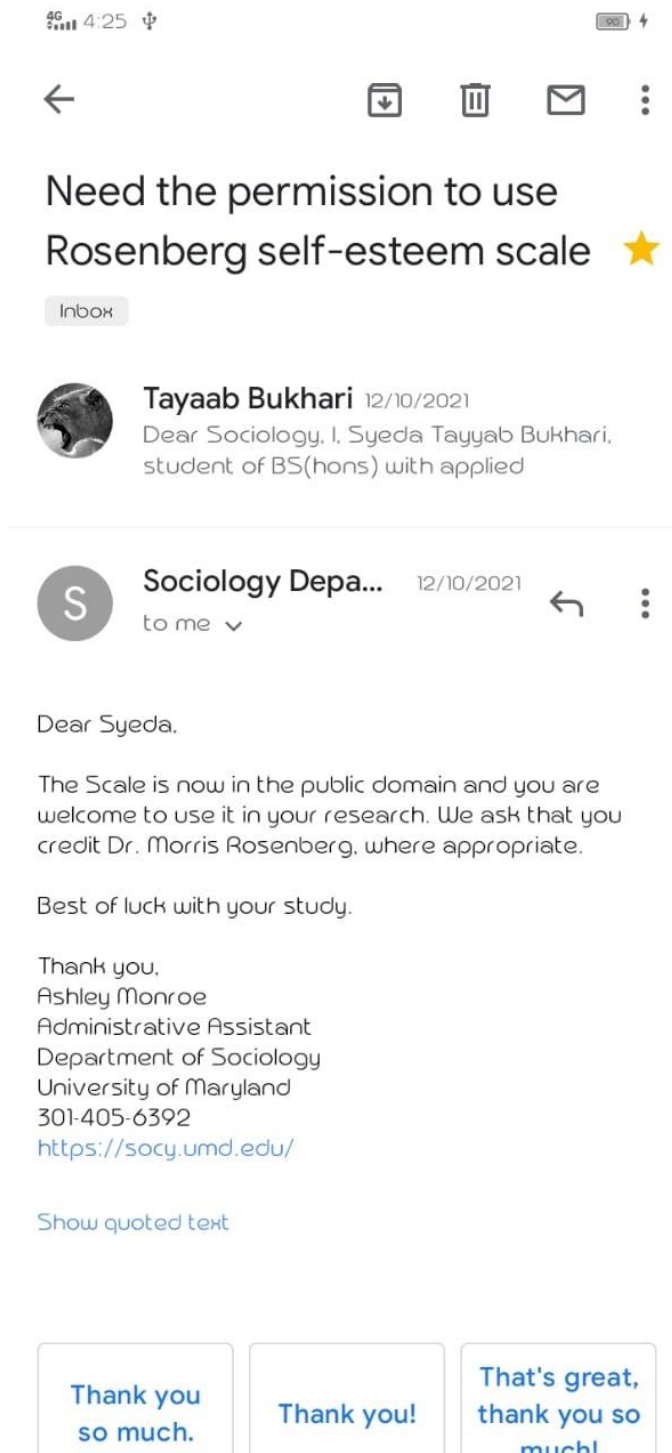 4G 4:25 90
Need the permission to use
Rosenberg self-esteem scale
Inbox
Tayaab Bukhari 12/10/2021
Dear Sociology, I, Syeda Tayyab Bukhari,
student of BS(hons) with applied
S
Sociology Depa... 12/10/2021
to me
Dear Syeda,
The Scale is now in the public domain and you are
welcome to use it in your research. We ask that you
credit Dr. Morris Rosenberg, where appropriate.
Best of luck with your study.
Thank you,
Ashley Monroe
Administrative Assistant
Department of Sociology
University of Maryland
301-405-6392
https://socy.umd.edu/
Show quoted text
Thank you
so much.
Thank you!
That's great,
thank you so
much!